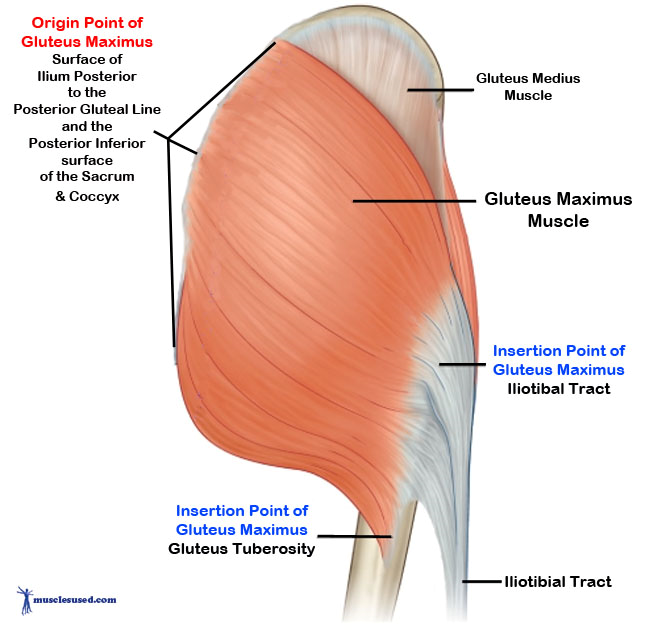 Origin Point of
Gluteus Maximus
Surface of
Ilium Posterior
to the
Posterior Gluteal Line
and the
Posterior Inferior
surface
of the Sacrum
& Coccyx
Gluteus Medius
Muscle
Gluteus Maximus
Muscle
Insertion Point of
Gluteus Maximus
Iliotibial Tract
Insertion Point of
Gluteus Maximus
Gluteus Tuberosity
Iliotibial Tract
musclesused.com